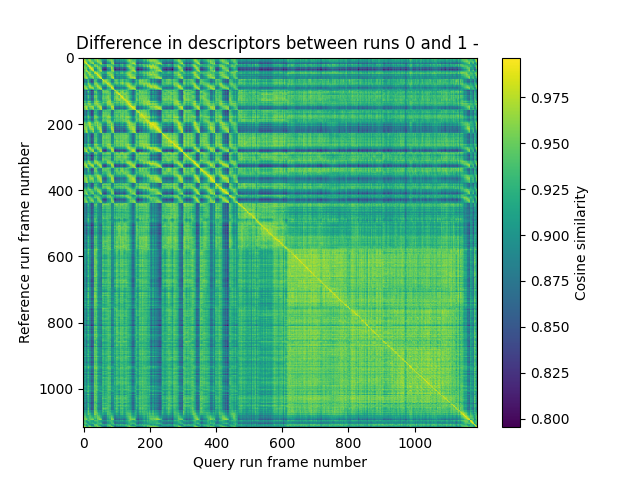 Difference in descriptors between runs 0 and 1 -
0
200
400
600
800
1000
Reference run frame number
0 200 400 600 800 1000
Query run frame number
0.975
0.950
0.925
0.900
0.875
0.850
0.825
0.800
Cosine similarity